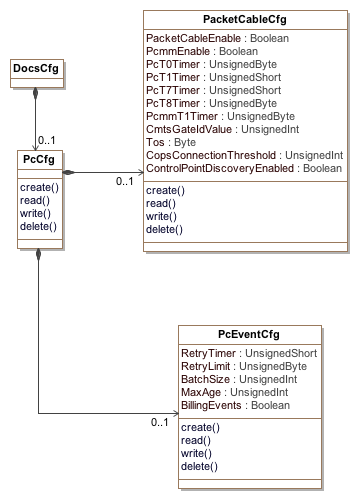 PacketCableCfg
PacketCableEnable : Boolean
PcmmEnable : Boolean
PcT0Timer : UnsignedByte
PcT1Timer : UnsignedShort
PcT7Timer : UnsignedShort
PcT8Timer : UnsignedByte
PcmmT1Timer : UnsignedByte
CmtsGateIdValue : UnsignedInt
Tos : Byte
CopsConnectionThreshold : UnsignedInt
ControlPointDiscoveryEnabled : Boolean
create()
read()
write()
delete()
DocsCfg
0..1
PcCfg
create()
read()
write()
delete()
0..1
PcEventCfg
RetryTimer : UnsignedShort
RetryLimit : UnsignedByte
BatchSize : UnsignedInt
MaxAge : UnsignedInt
BillingEvents : Boolean
create()
read()
write()
delete()
0..1